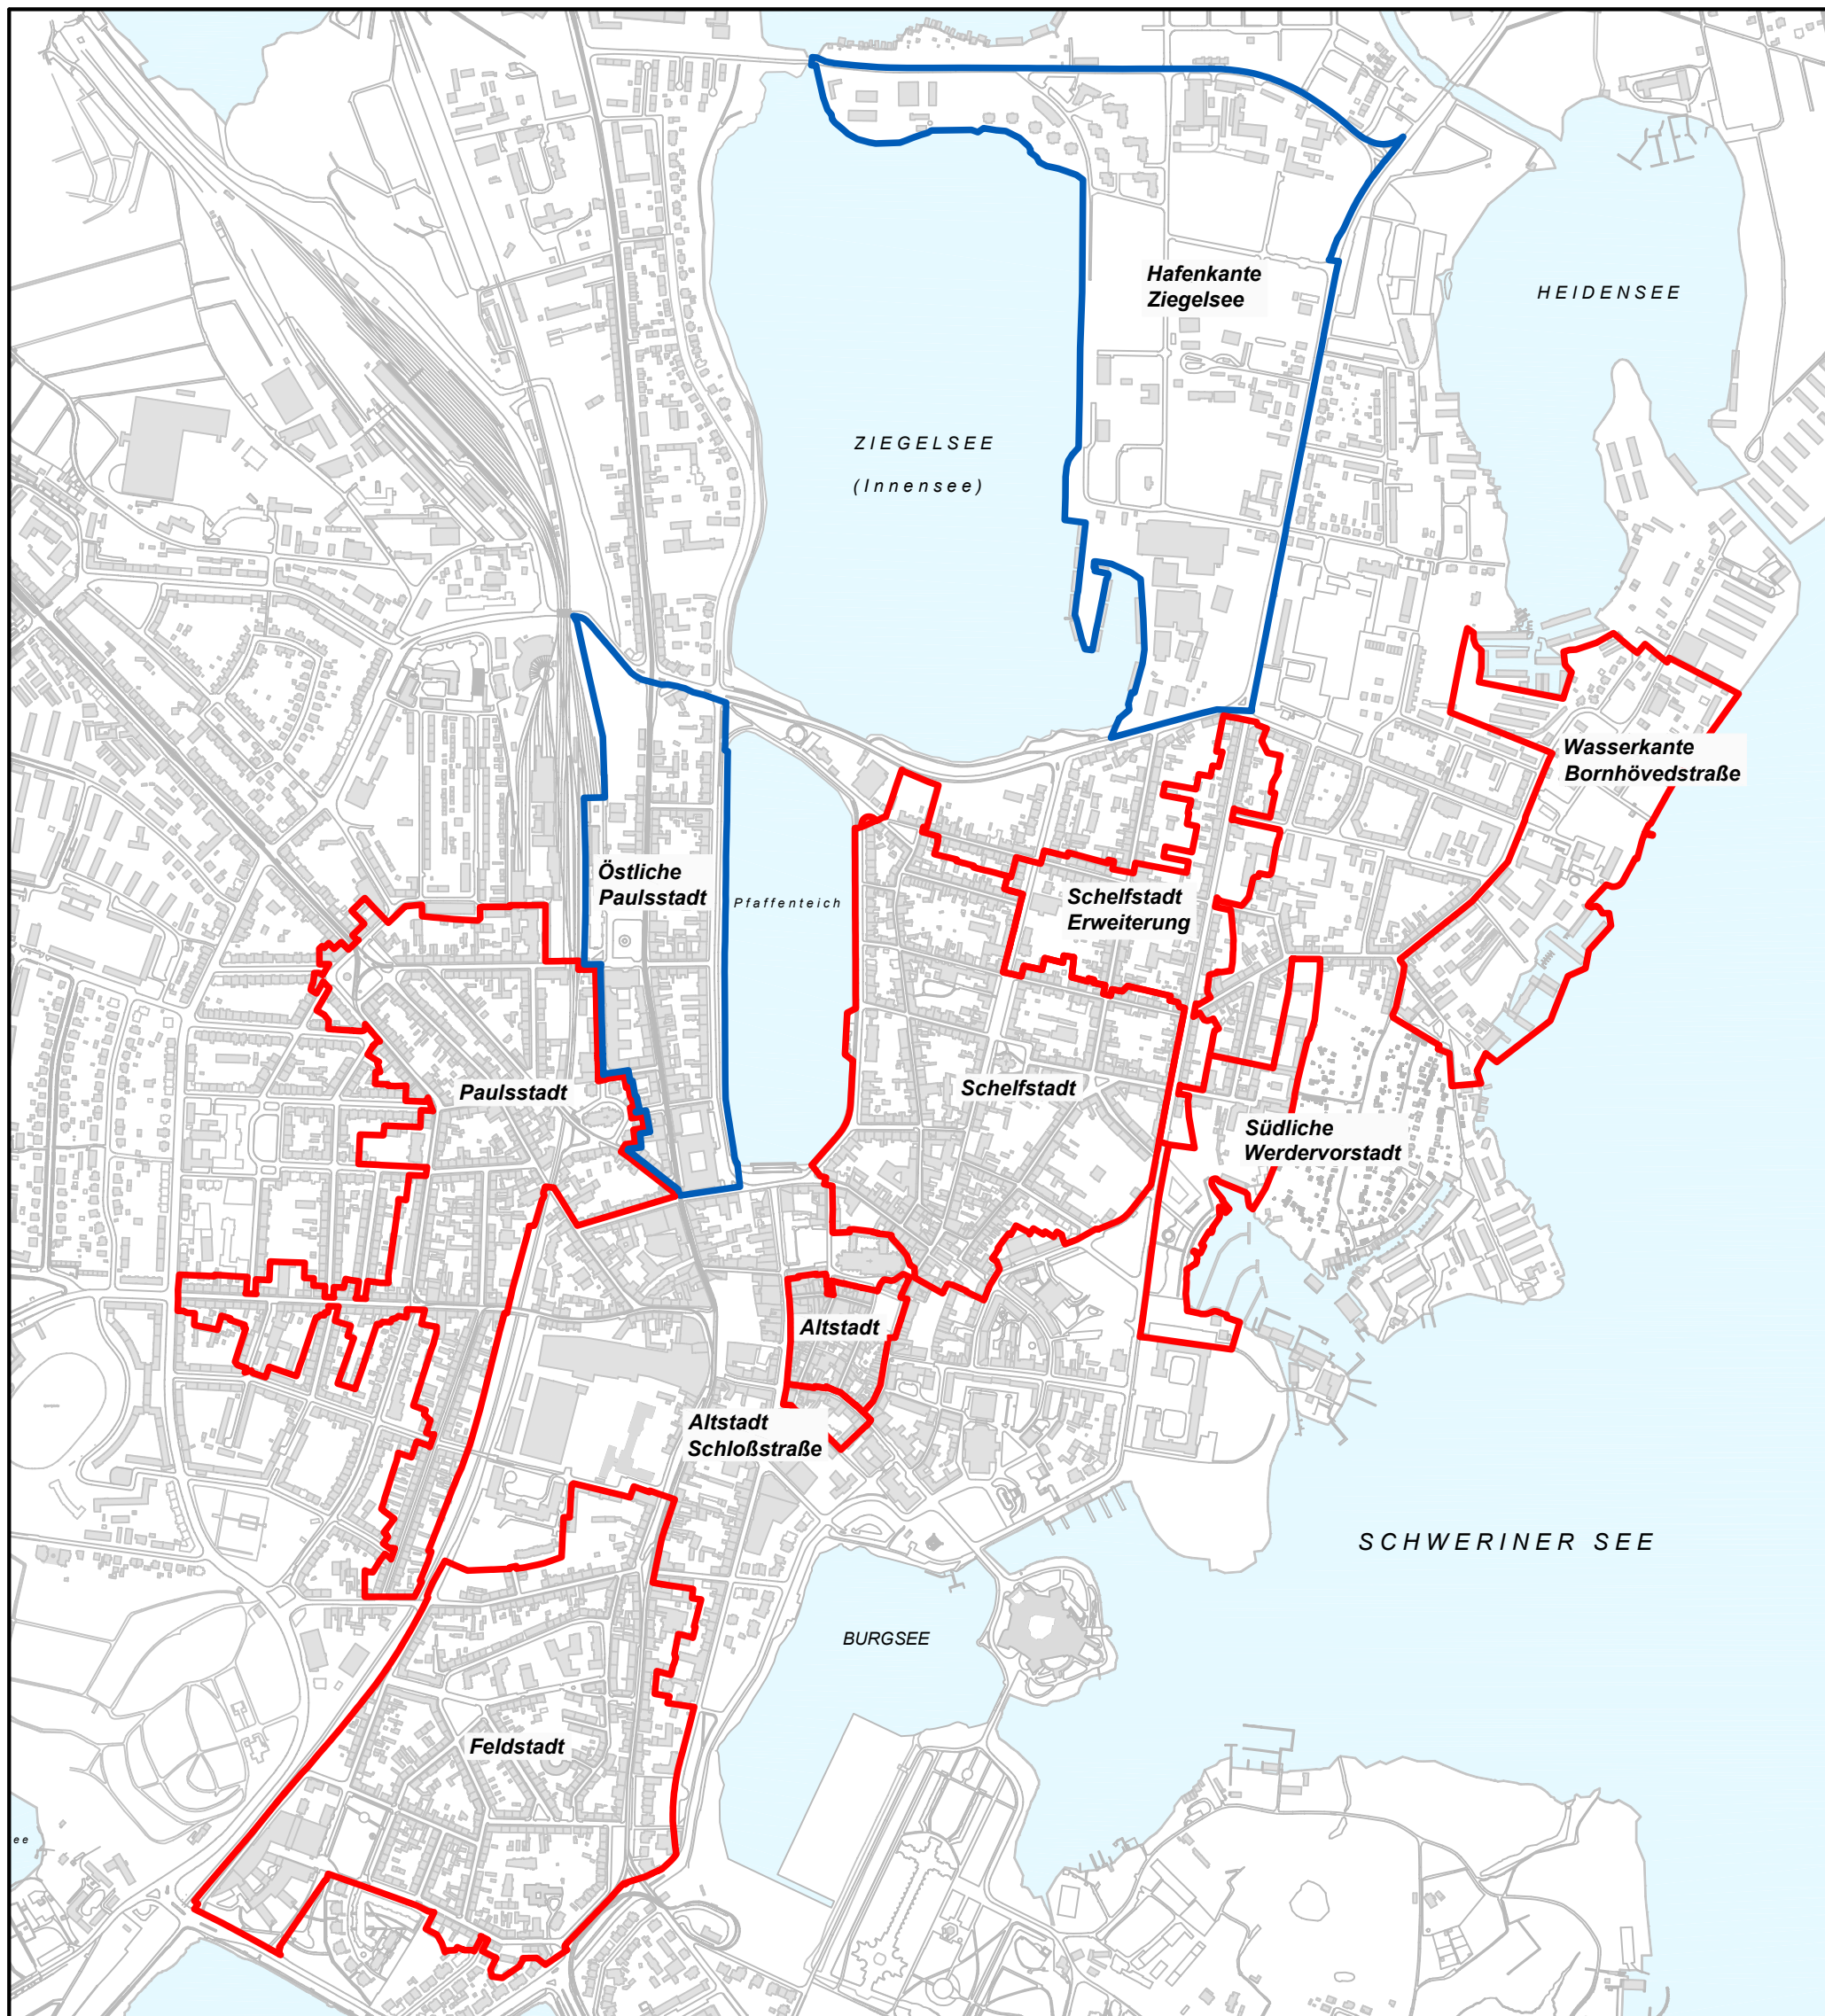 Hafenkante
Ziegelsee
HEIDENSEE
ZIEGELSEE
(Innensee)
Wasserkante
Bornhövedstraße
Östliche
Paulsstadt
Pfaffenteich
Schelfstadt
Erweiterung
Paulsstadt
Schelfstadt
Südliche
Werdervorstadt
Altstadt
Altstadt
Schloßstraße
SCHWERINER SEE
BURGSEE
Feldstadt
ee